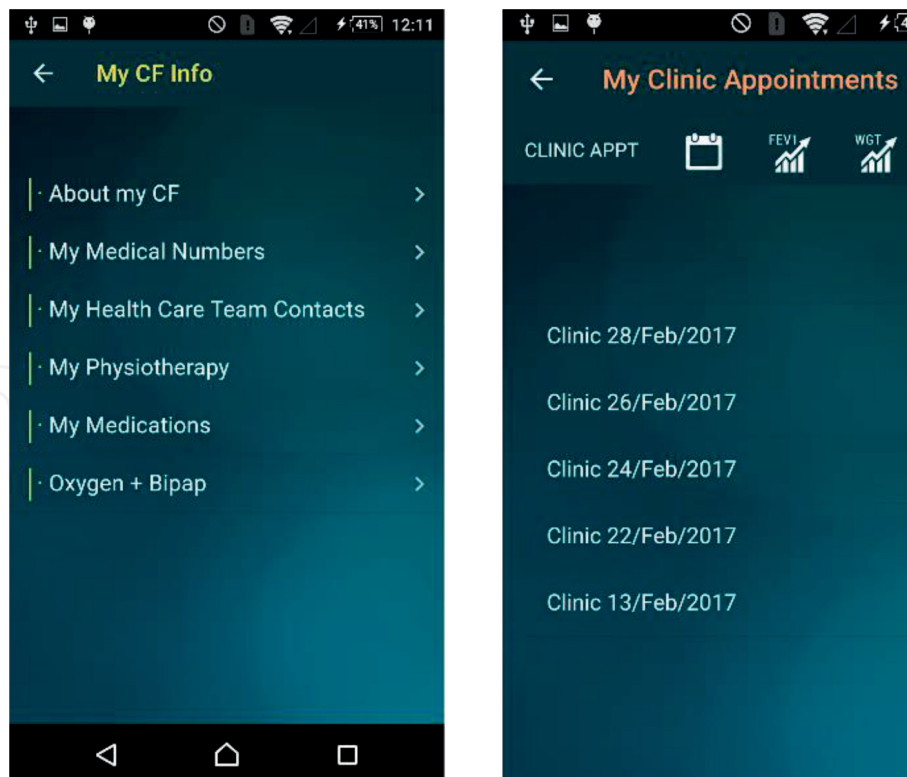 41% 12:11
My CF Info
· About my CF
· My Medical Numbers
· My Health Care Team Contacts
· My Physiotherapy
· My Medications
· Oxygen + Bipap
My Clinic Appointments
CLINIC APPT FEV1 WGT
Clinic 28/Feb/2017
Clinic 26/Feb/2017
Clinic 24/Feb/2017
Clinic 22/Feb/2017
Clinic 13/Feb/2017